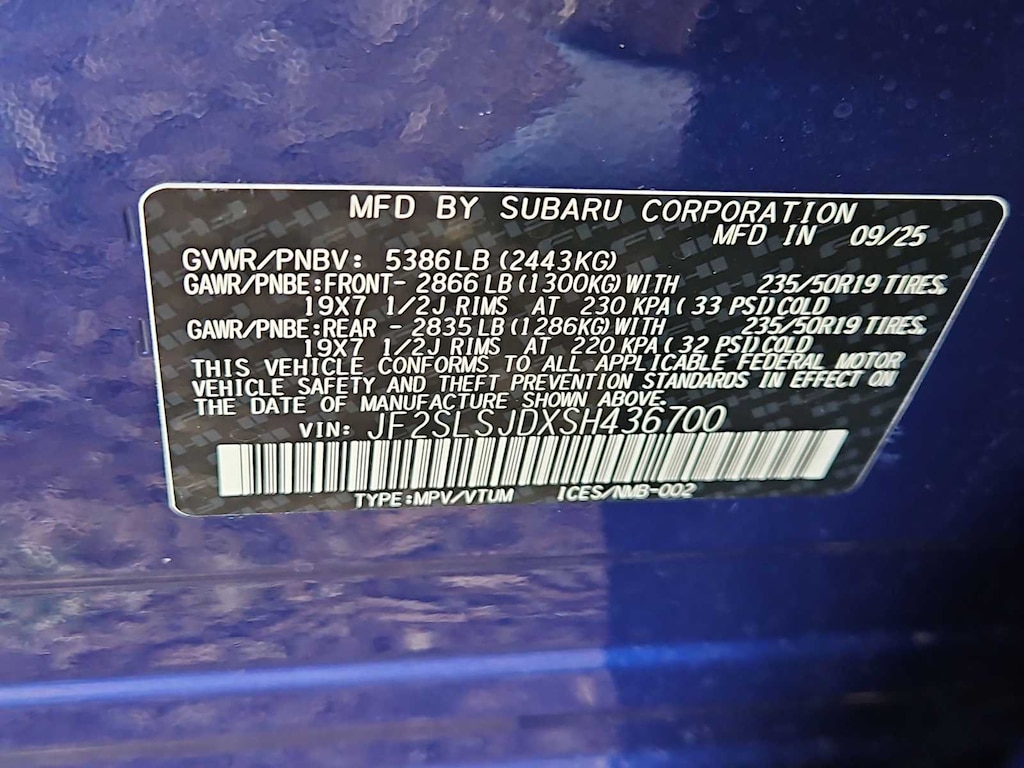 MFD BY SUBARU CORPORATION
MFD IN 09/25
GVWR/PNBV: 5386LB(2443KG)
GAWR/PNBE:FRONT- 2866LB(1300KG)WITH 235/50R19 TIRES,
19X7 1/2J RIMS AT 230 KPA( 33 PSI)COLD
GAWR/PNBE:REAR - 2835LB(1286KG)WITH 235/50R19 TIRES,
19X7 1/2J RIMS AT 220 KPA( 32 PSI)COLD
THIS VEHICLE CONFORMS TO ALL APPLICABLE FEDERAL MOTOR
VEHICLE SAFETY AND THEFT PREVENTION STANDARDS IN EFFECT ON
THE DATE OF MANUFACTURE SHOWN ABOVE.
VIN: JF2SLSJDXSH436700
TYPE:MPV/VTUM ICES/NMB-002